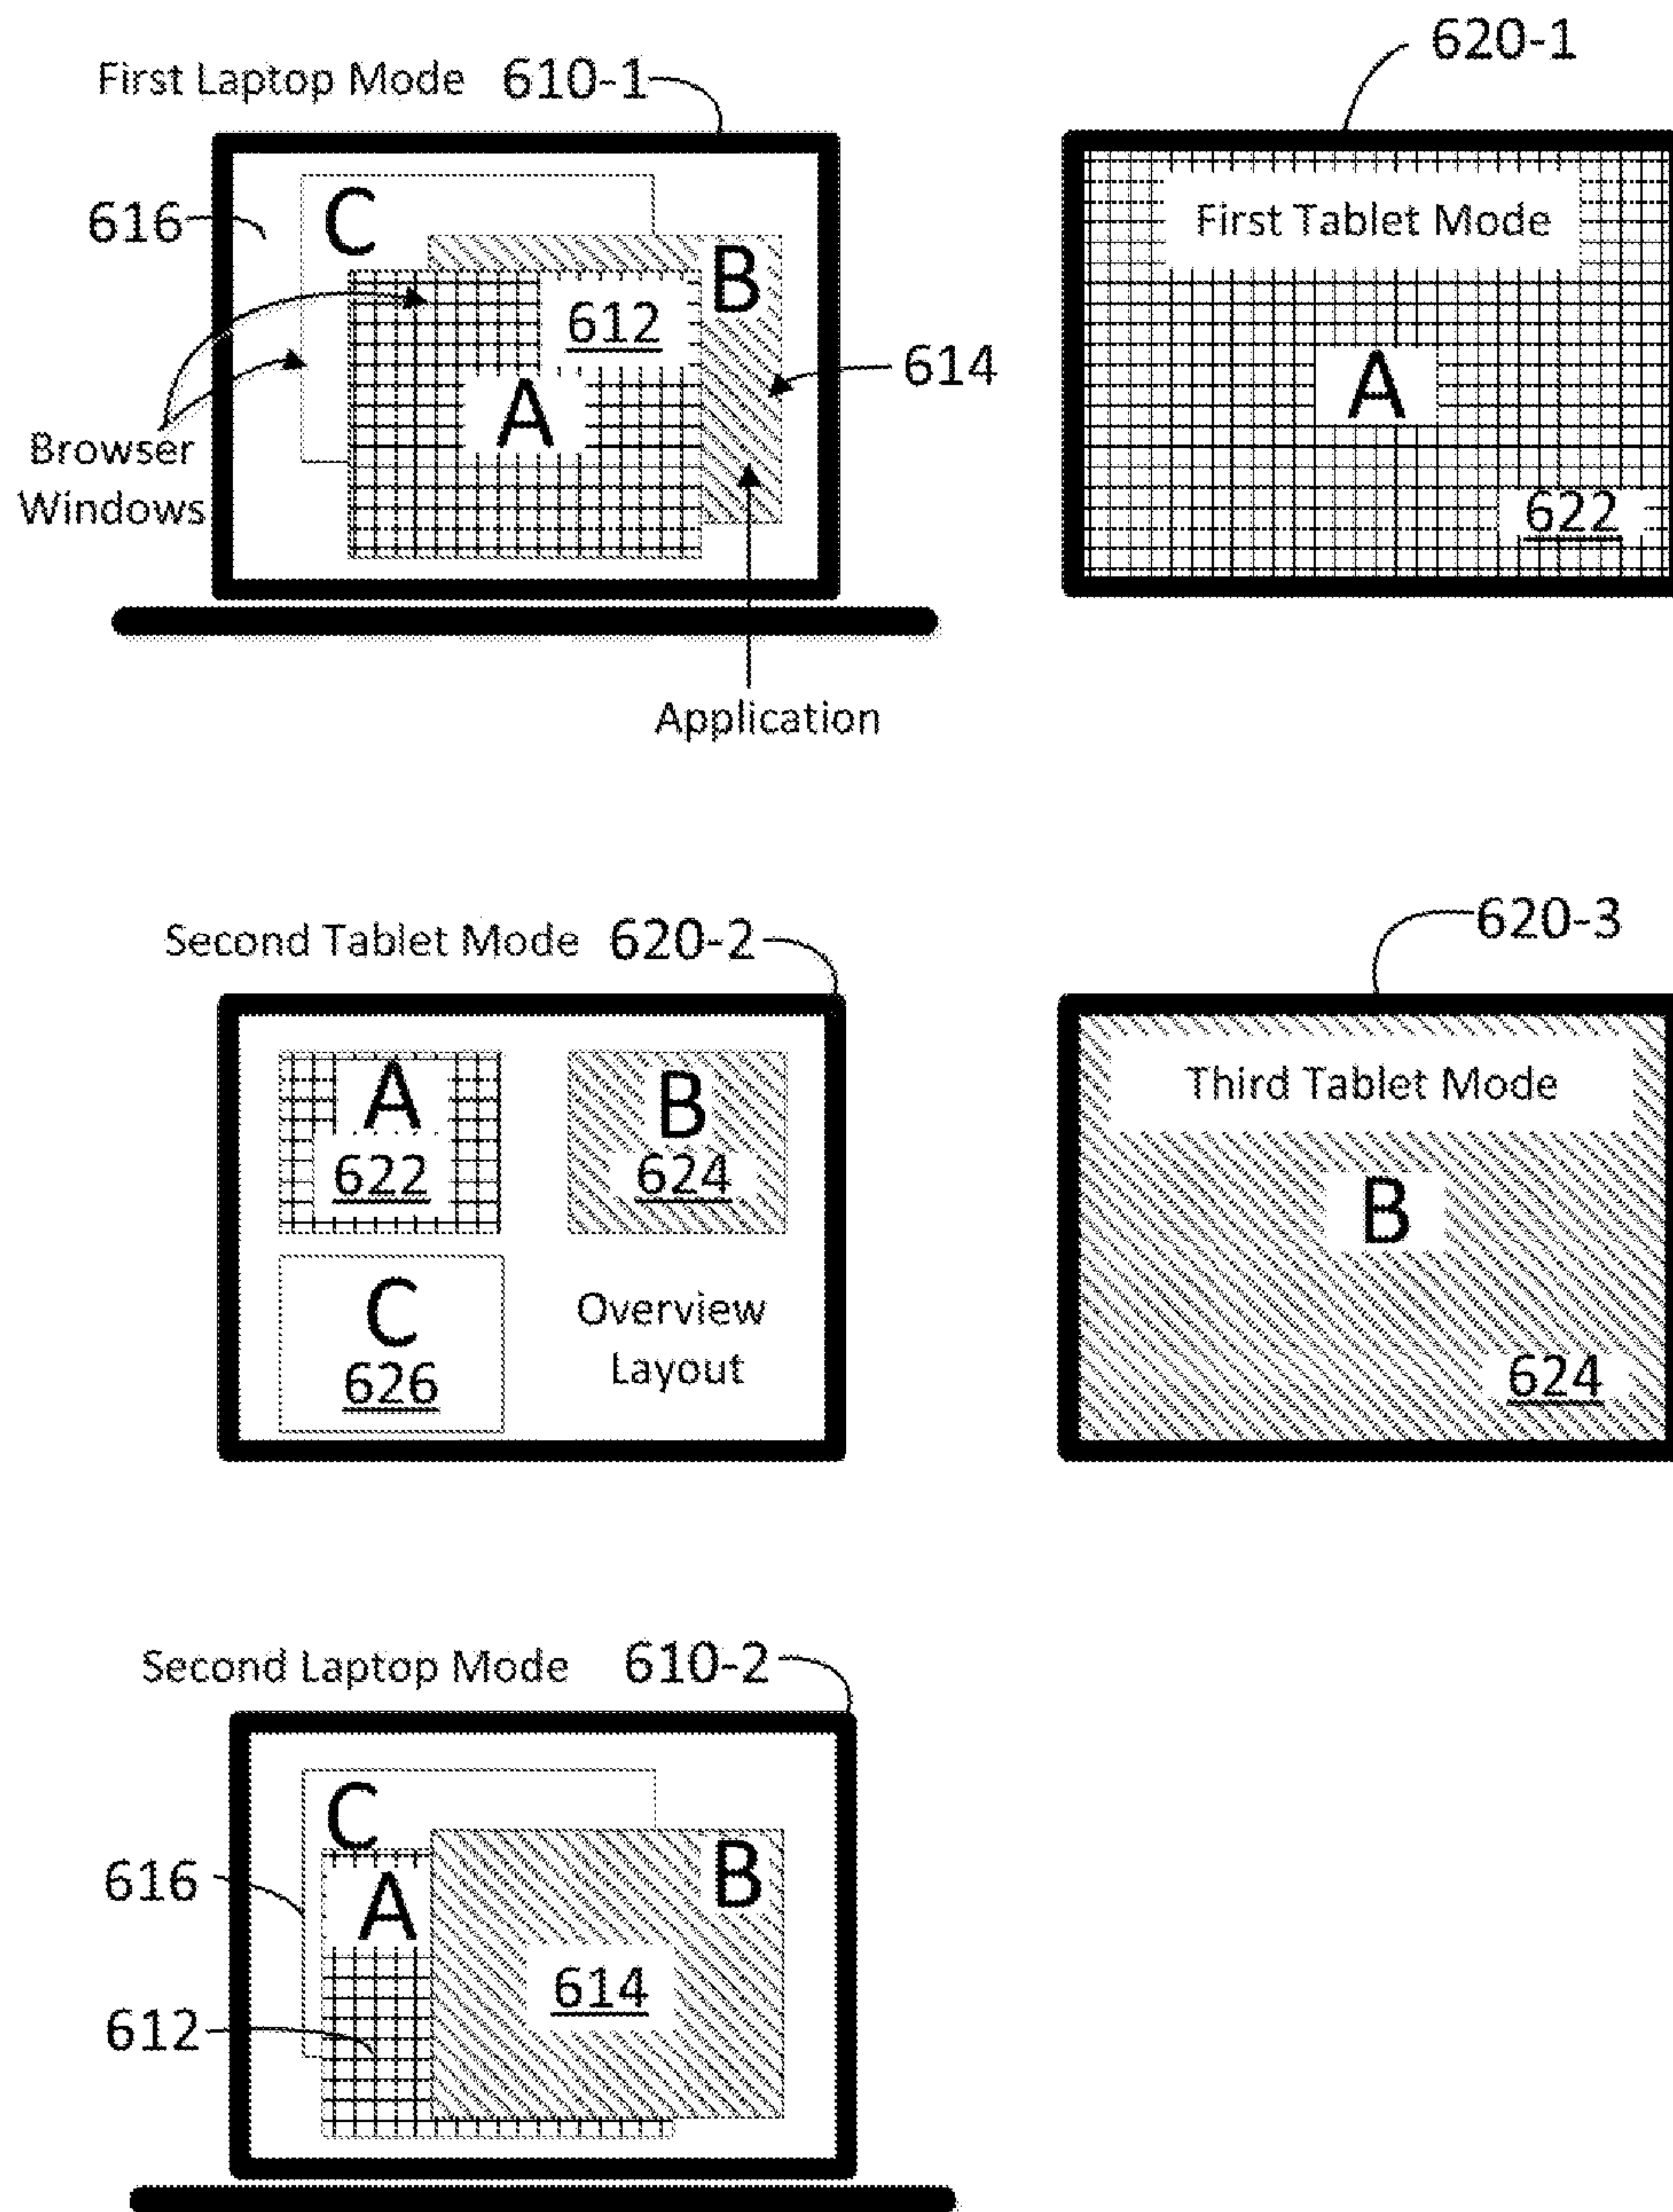 First Laptop Mode 610-1
620-1
616
C
B
First Tablet Mode
612
A
614
A
Browser
Windows
622
Application
Second Tablet Mode 620-2
620-3
A
622
B
624
Third Tablet Mode
B
C
626
Overview
Layout
624
Second Laptop Mode 610-2
C
B
616
A
614
612